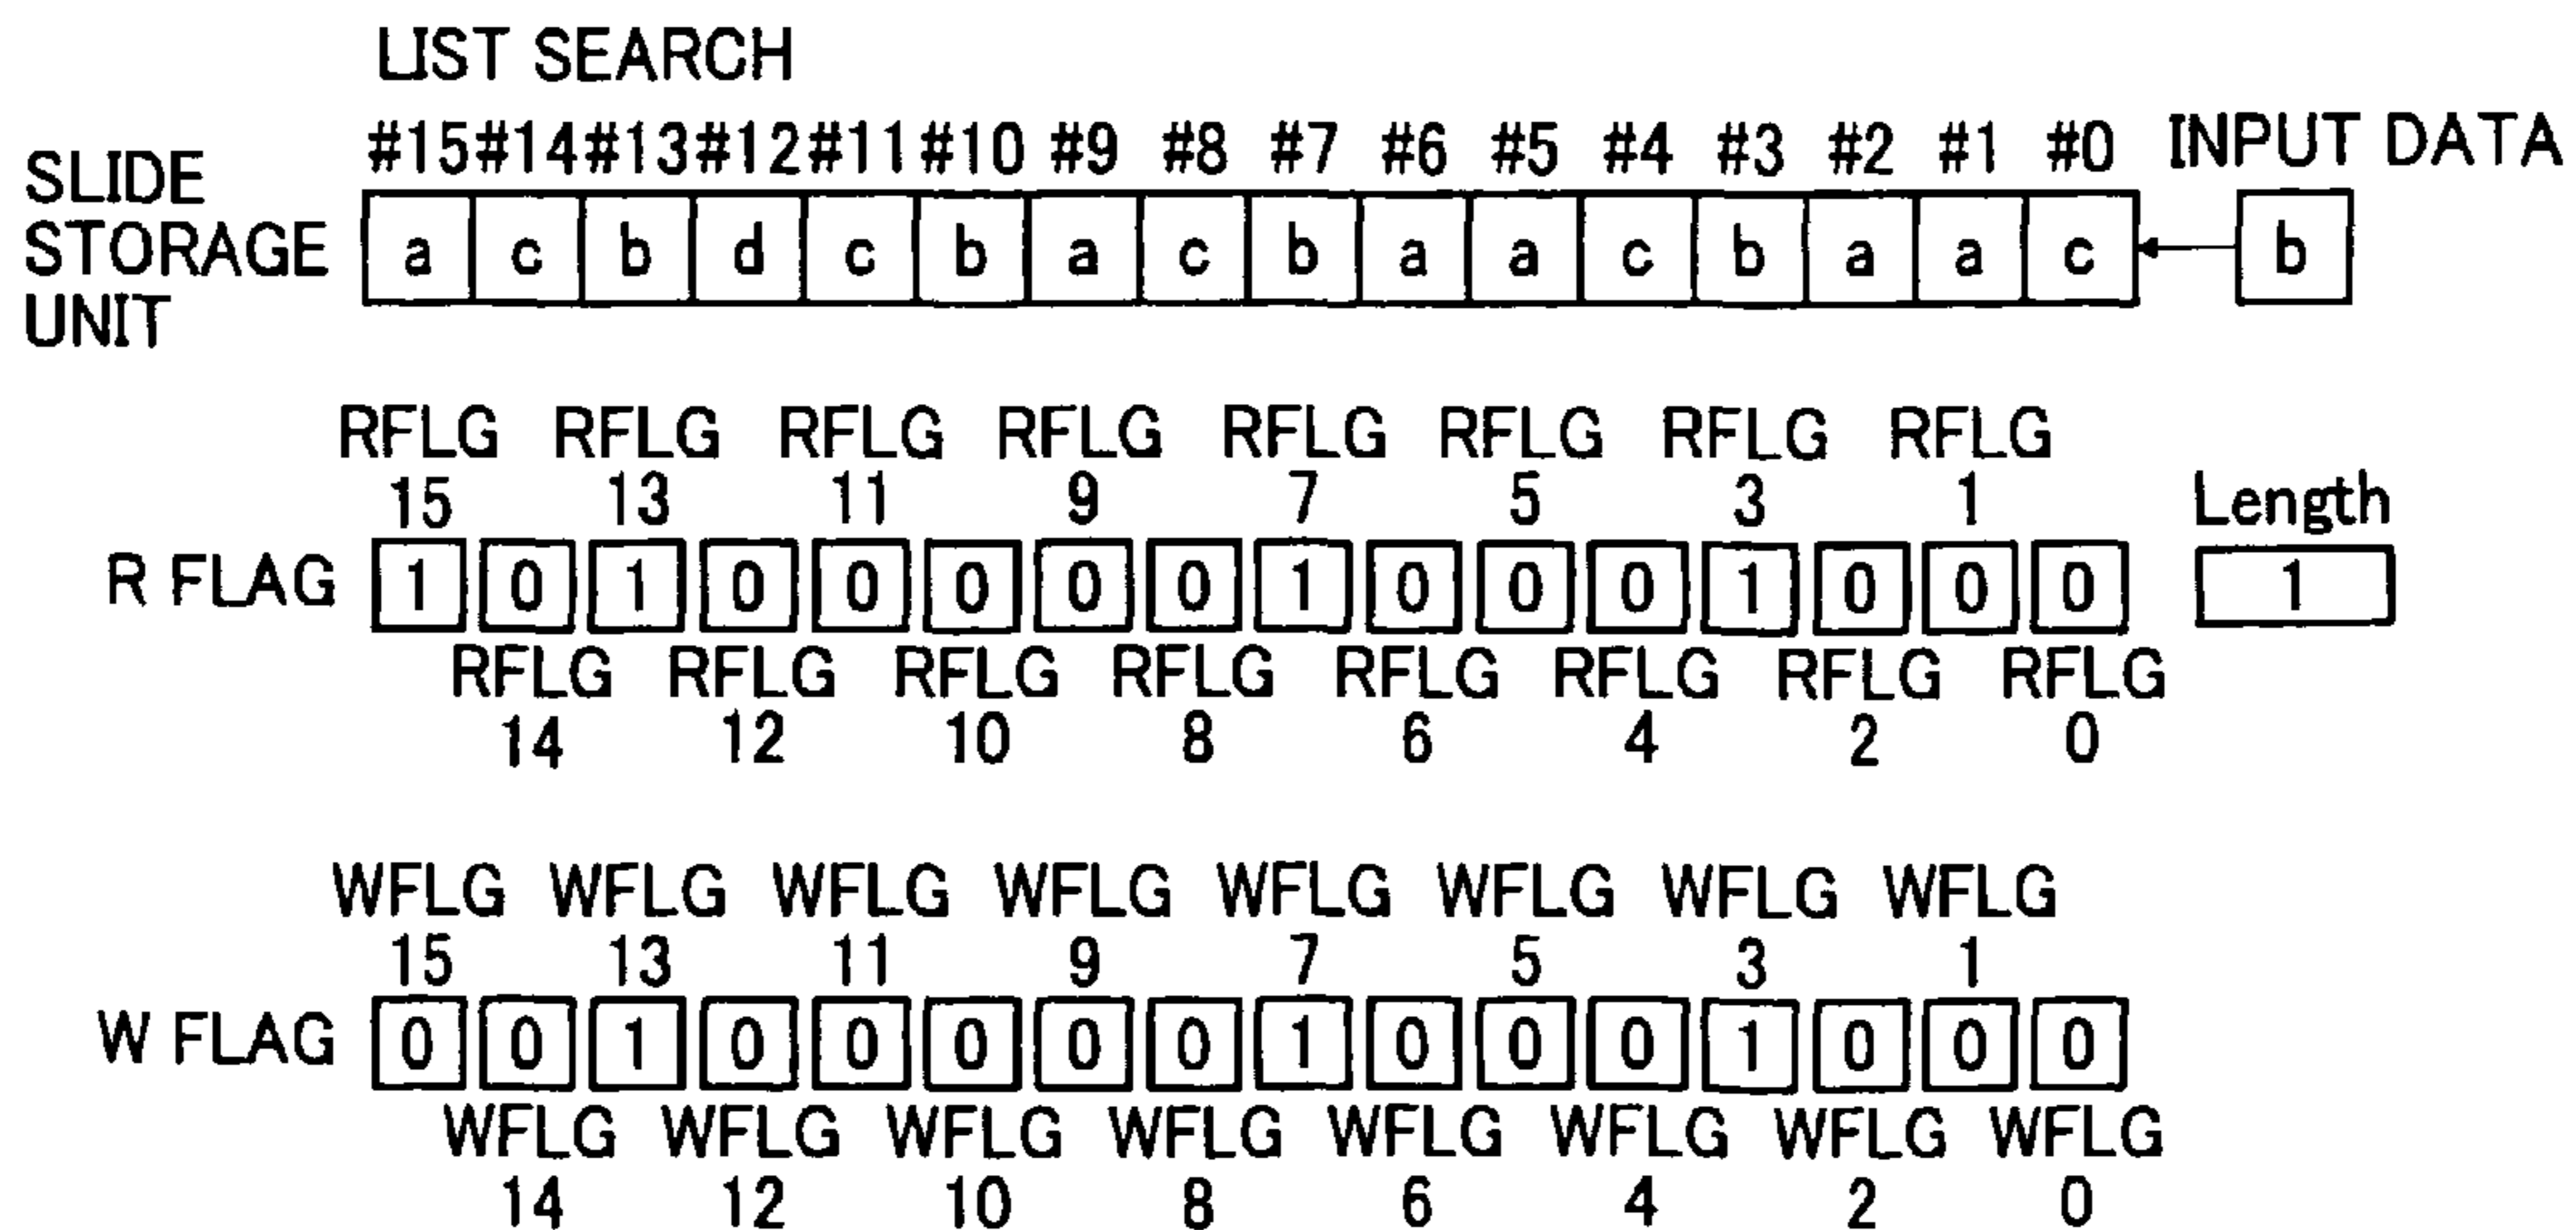 LIST SEARCH
#15 #14 #13 #12 #11 #10 #9 #8 #7 #6 #5 #4 #3 #2 #1 #0 INPUT DATA
SLIDE STORAGE UNIT
a c b d c b a c b a a c b a a c b
RFLG RFLG RFLG RFLG RFLG RFLG RFLG RFLG
15 13 11 9 7 5 3 1 Length
R FLAG 1 0 1 0 0 0 0 0 1 0 0 0 1 0 0 0 1
RFLG RFLG RFLG RFLG RFLG RFLG RFLG RFLG
14 12 10 8 6 4 2 0
WFLG WFLG WFLG WFLG WFLG WFLG WFLG WFLG
15 13 11 9 7 5 3 1
W FLAG 0 0 1 0 0 0 0 0 1 0 0 0 1 0 0 0
WFLG WFLG WFLG WFLG WFLG WFLG WFLG WFLG
14 12 10 8 6 4 2 0